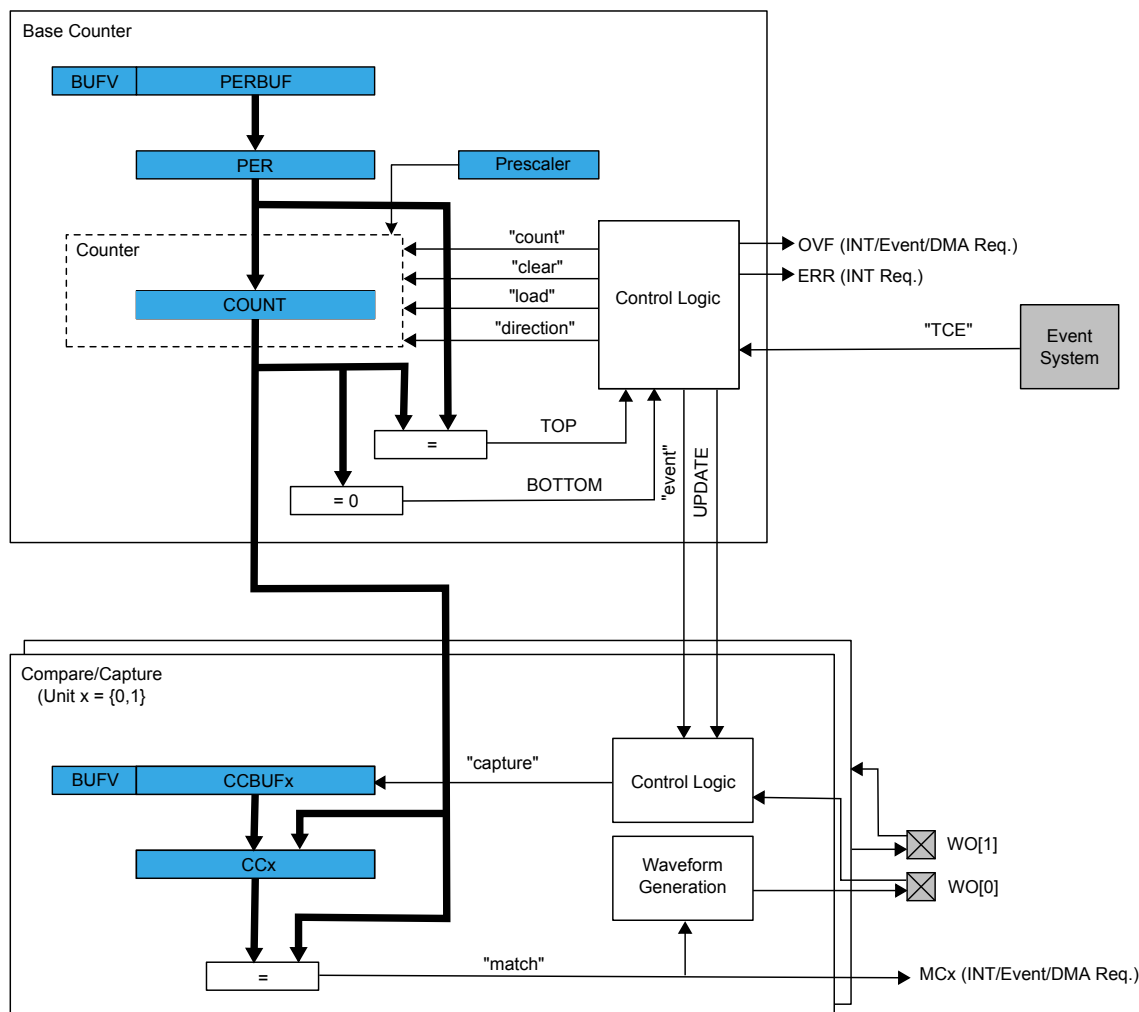 Base Counter
BUFV
PERBUF
PER
Prescaler
Counter
COUNT
"count"
"clear"
"load"
"direction"
Control Logic
OVF (INT/Event/DMA Req.)
ERR (INT Req.)
"TCE"
Event
System
=
TOP
= 0
BOTTOM
"event"
UPDATE
Compare/Capture
(Unit x = {0,1}
BUFV
CCBUFx
"capture"
Control Logic
CCx
Waveform
Generation
WO[1]
WO[0]
=
"match"
MCx (INT/Event/DMA Req.)